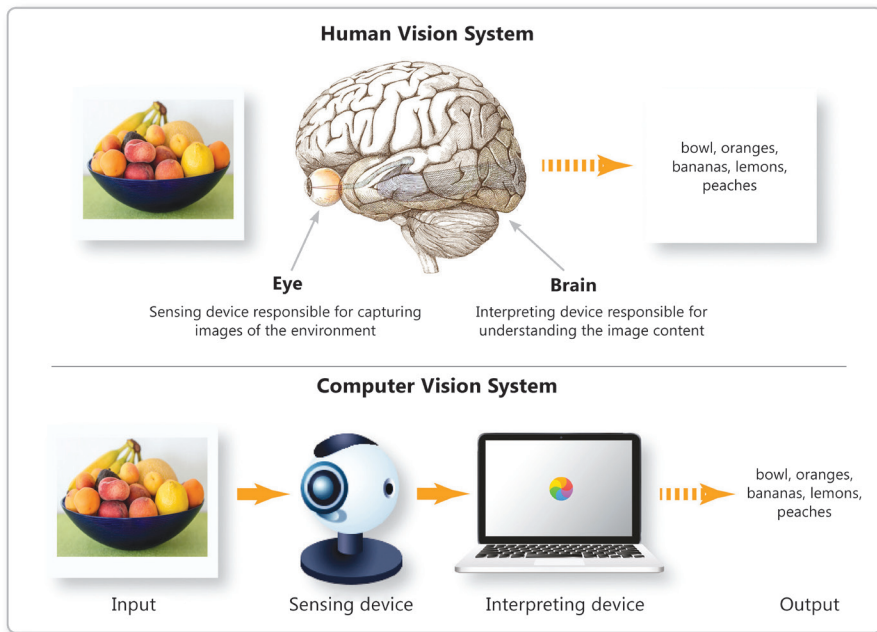 Human Vision System
bowl, oranges,
bananas, lemons,
peaches
Eye
Sensing device responsible for capturing
images of the environment
Brain
Interpreting device responsible for
understanding the image content
Computer Vision System
bowl, oranges,
bananas, lemons,
peaches
Input
Sensing device
Interpreting device
Output